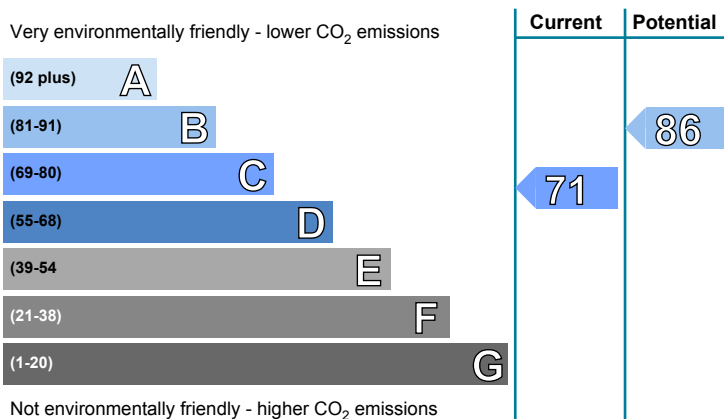 Very environmentally friendly - lower CO2 emissions
Current
Potential
(92 plus) A
(81-91) B
86
(69-80) C
71
(55-68) D
(39-54 E
(21-38) F
(1-20) G
Not environmentally friendly - higher CO2 emissions